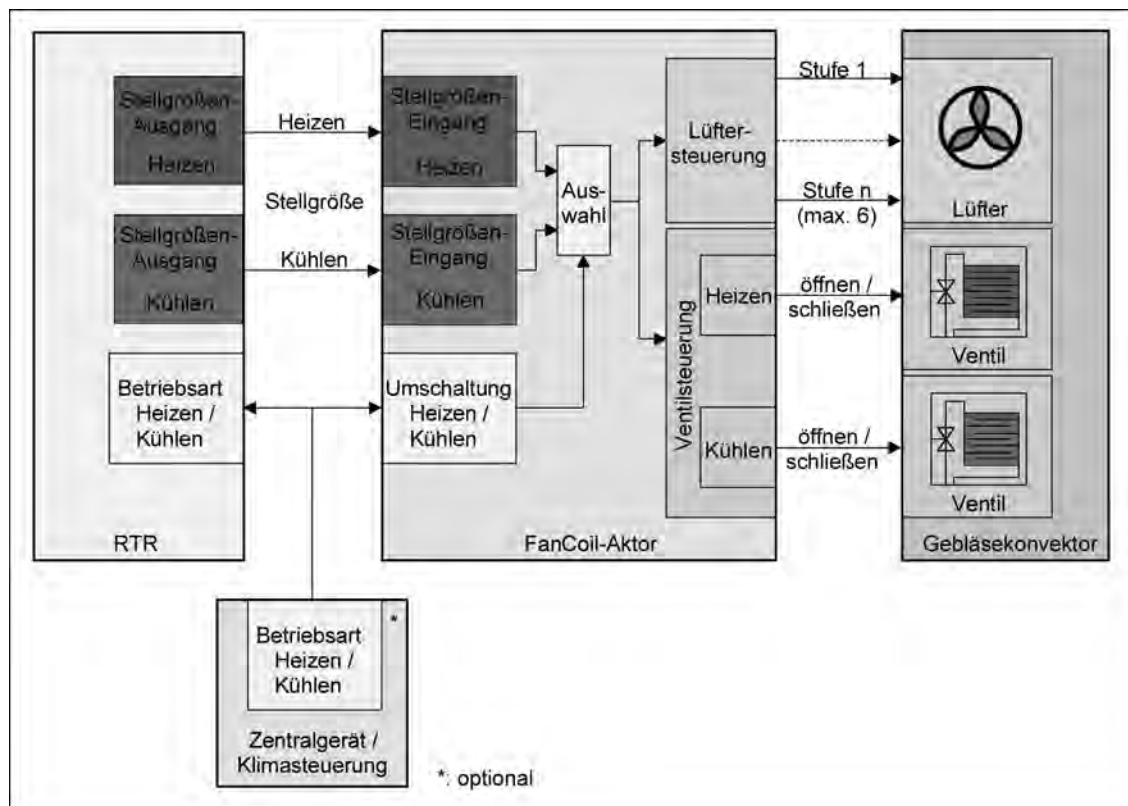 Stellgrößen-
Ausgang
Heizen
Heizen
Stellgrößen-
Eingang
Heizen
Stellgröße
Stellgrößen-
Ausgang
Kühlen
Kühlen
Stellgrößen-
Eingang
Kühlen
Betriebsart
Heizen /
Kühlen
Umschaltung
Heizen /
Kühlen
Aus-
wahl
Lüfter-
steuerung
Stufe 1
Stufe n
(max. 6)
Lüfter
Ventilsteuerung
Heizen
öffnen /
schließen
Ventil
Kühlen
öffnen /
schließen
Ventil
RTR
FanCoil-Aktor
Gebläsekonvektor
Betriebsart
Heizen /
Kühlen
*
Zentralgerät /
Klimasteuerung
*: optional